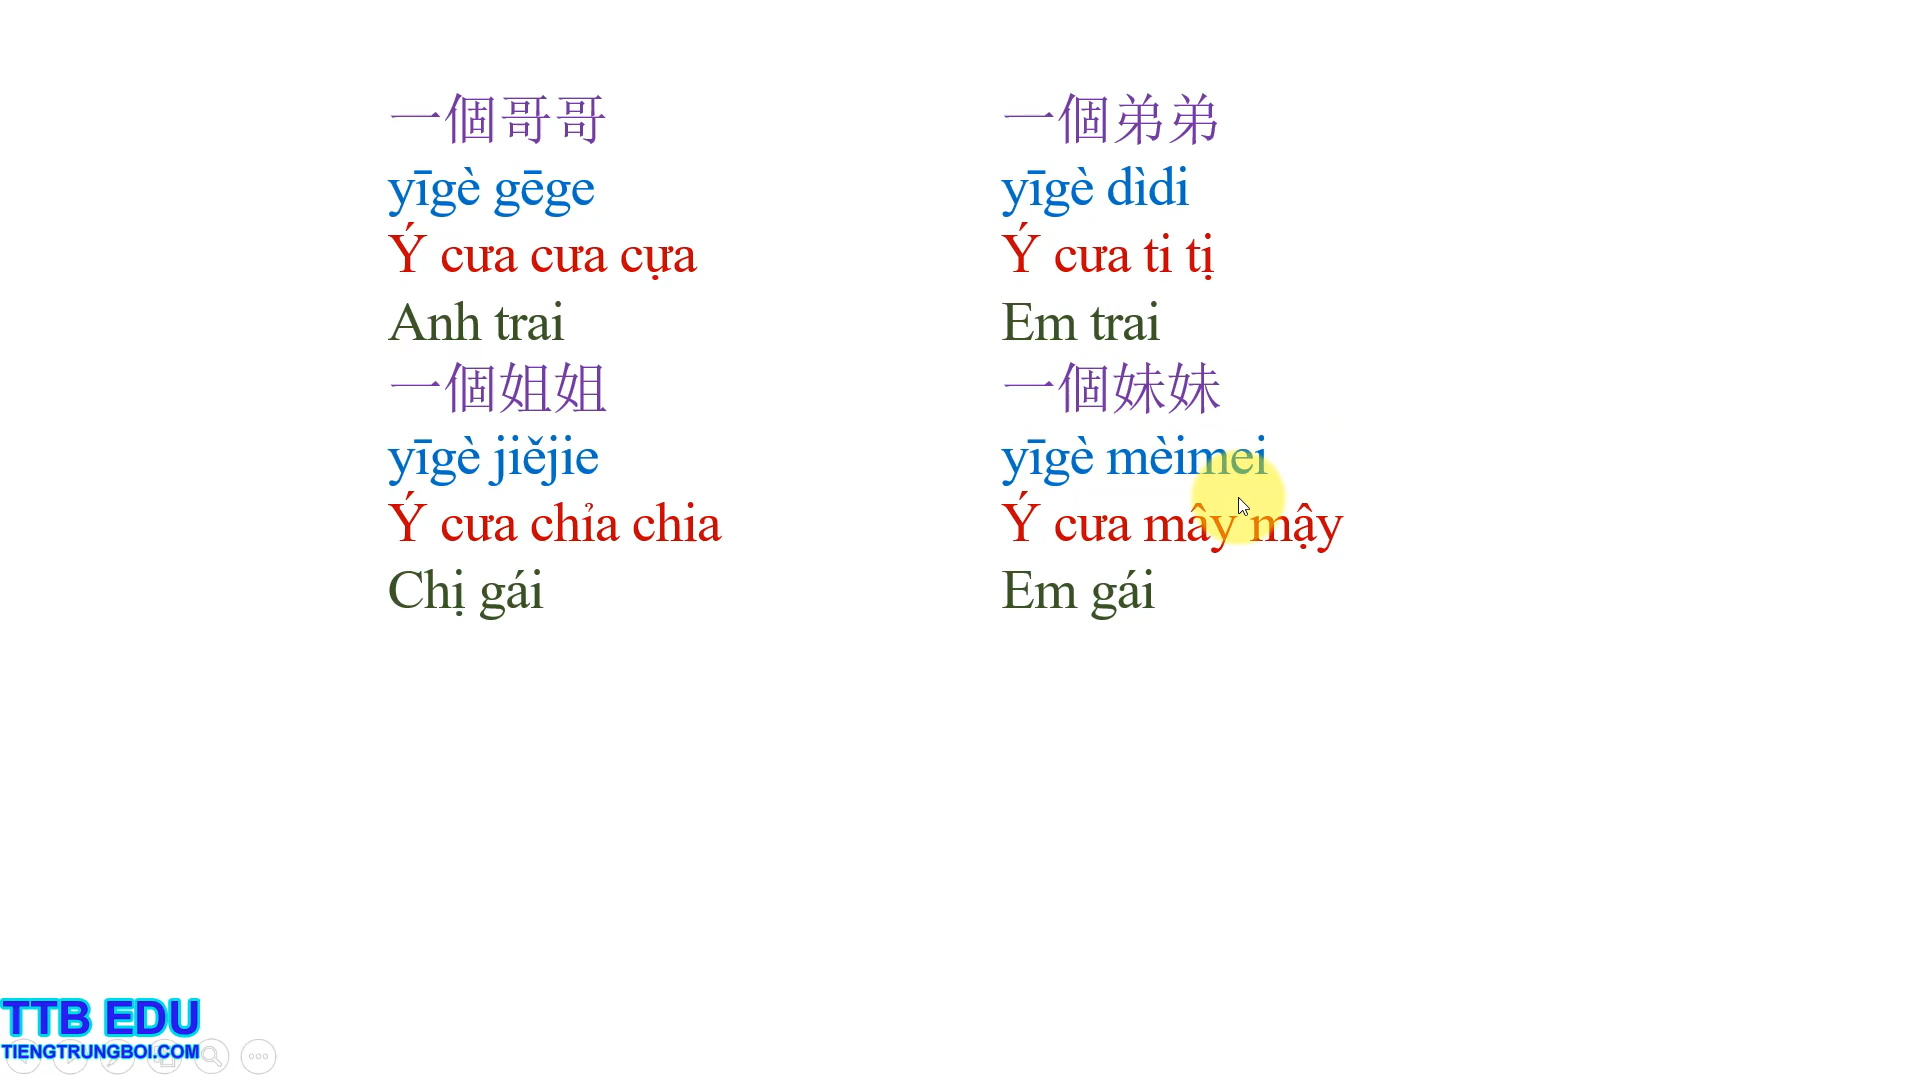 一個哥哥
yīgè gēge
Ý cưa cưa cựa
Anh trai
一個姐姐
yīgè jiějie
Ý cưa chỉa chia
Chị gái
一個弟弟
yīgè dìdi
Ý cưa ti tị
Em trai
一個妹妹
yīgè mèimei
Ý cưa mây mậy
Em gái
TTB EDU
TIENGTRUNGBOI.COM